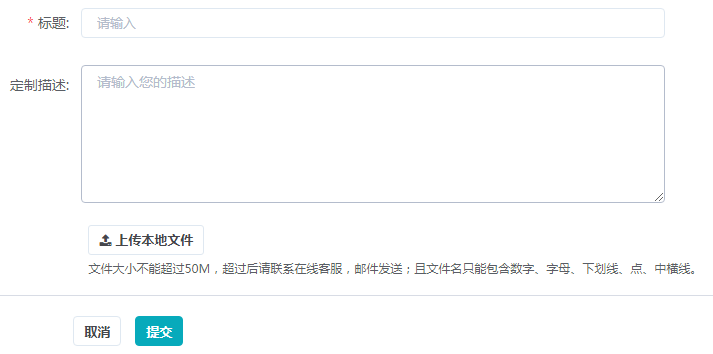 * 标题: 请输入
定制描述: 请输入您的描述
上传本地文件
文件大小不能超过50M，超过后请联系在线客服，邮件发送；且文件名只能包含数字、字母、下划线、点、中横线。
取消 提交